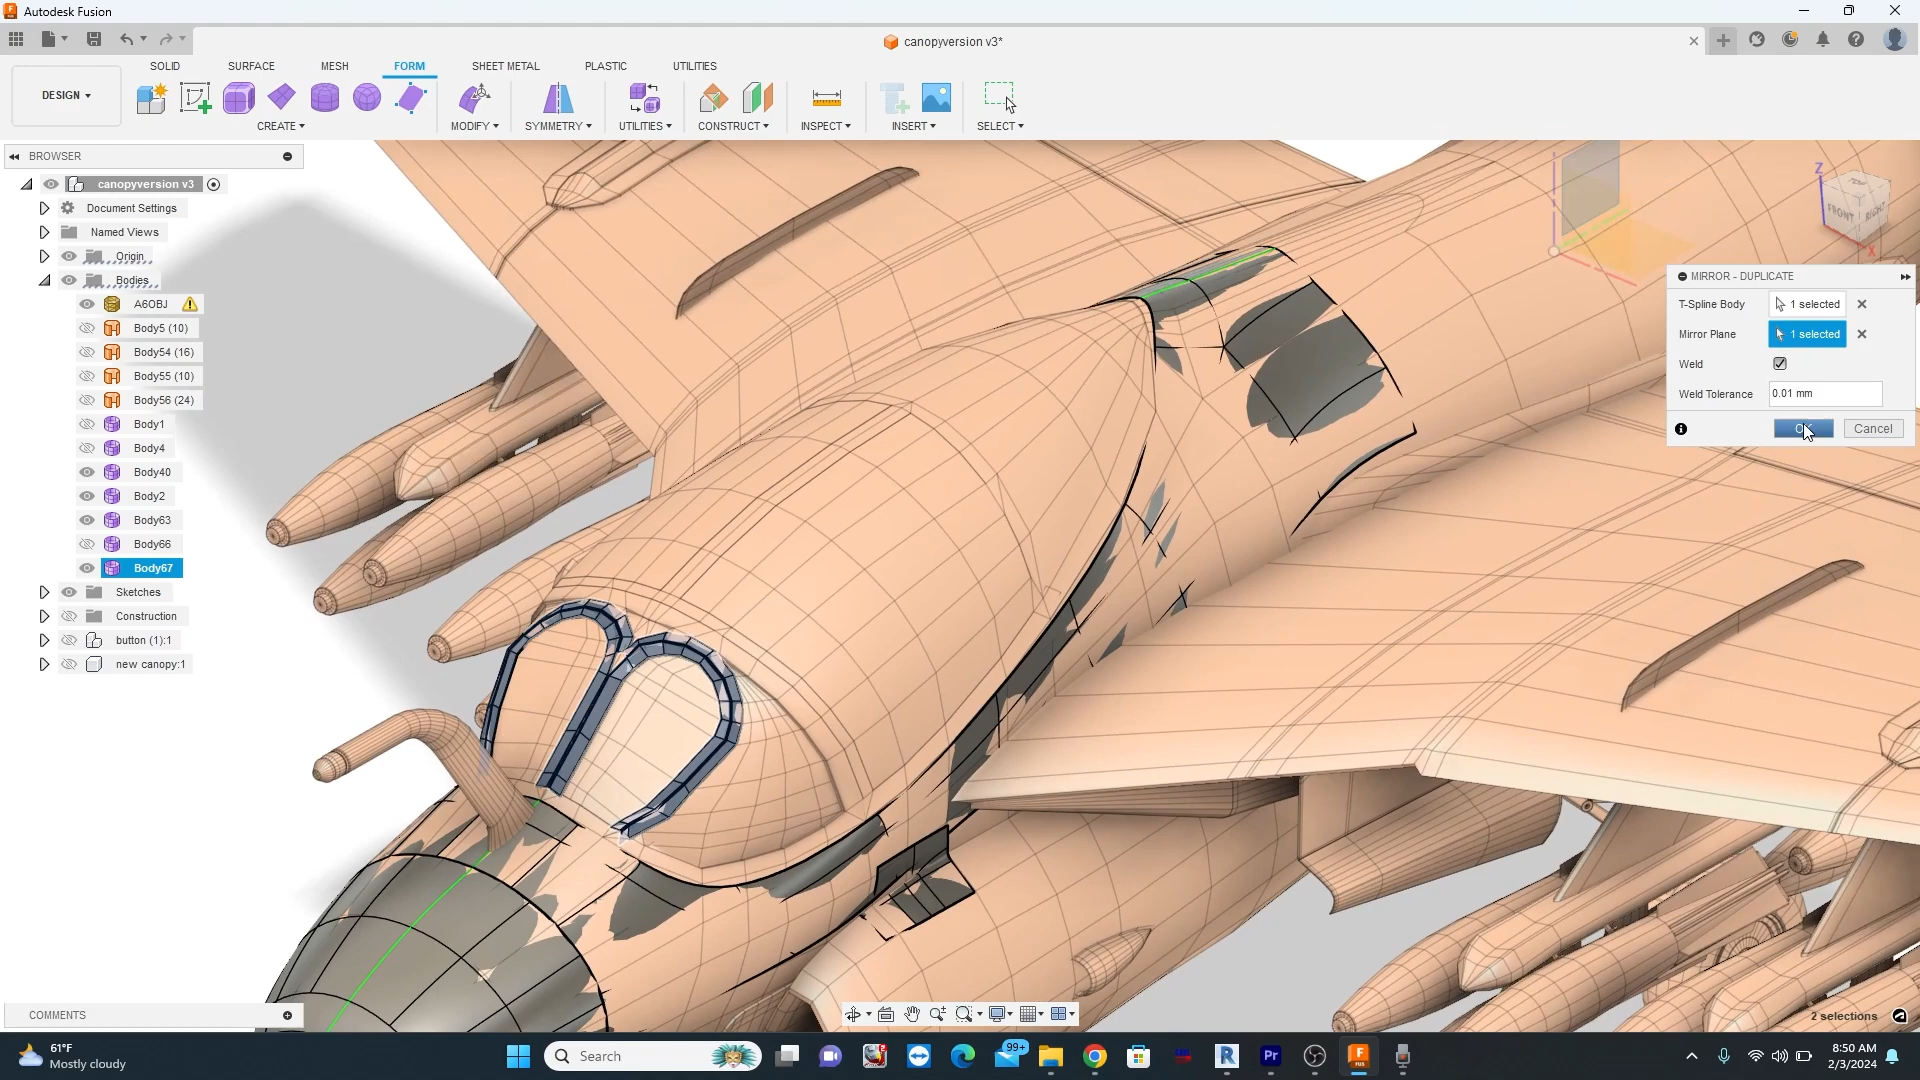 Autodesk Fusion
canopyversion v3*
SOLID SURFACE MESH FORM SHEET METAL PLASTIC UTILITIES
DESIGN
CREATE MODIFY SYMMETRY UTILITIES CONSTRUCT INSPECT INSERT SELECT
BROWSER
canopyversion v3
Document Settings
Named Views
Origin
Bodies
A6OBJ
Body5 (10)
Body54 (16)
Body55 (10)
Body56 (24)
Body1
Body4
Body40
Body2
Body63
Body66
Body67
Sketches
Construction
button (1):1
new canopy:1
Z
TOP
FRONT
RIGHT
X
MIRROR - DUPLICATE
T-Spline Body 1 selected
Mirror Plane 1 selected
Weld
Weld Tolerance 0.01 mm
Cancel
COMMENTS
2 selections
61°F
Mostly cloudy
Search
99+
8:50 AM
2/3/2024